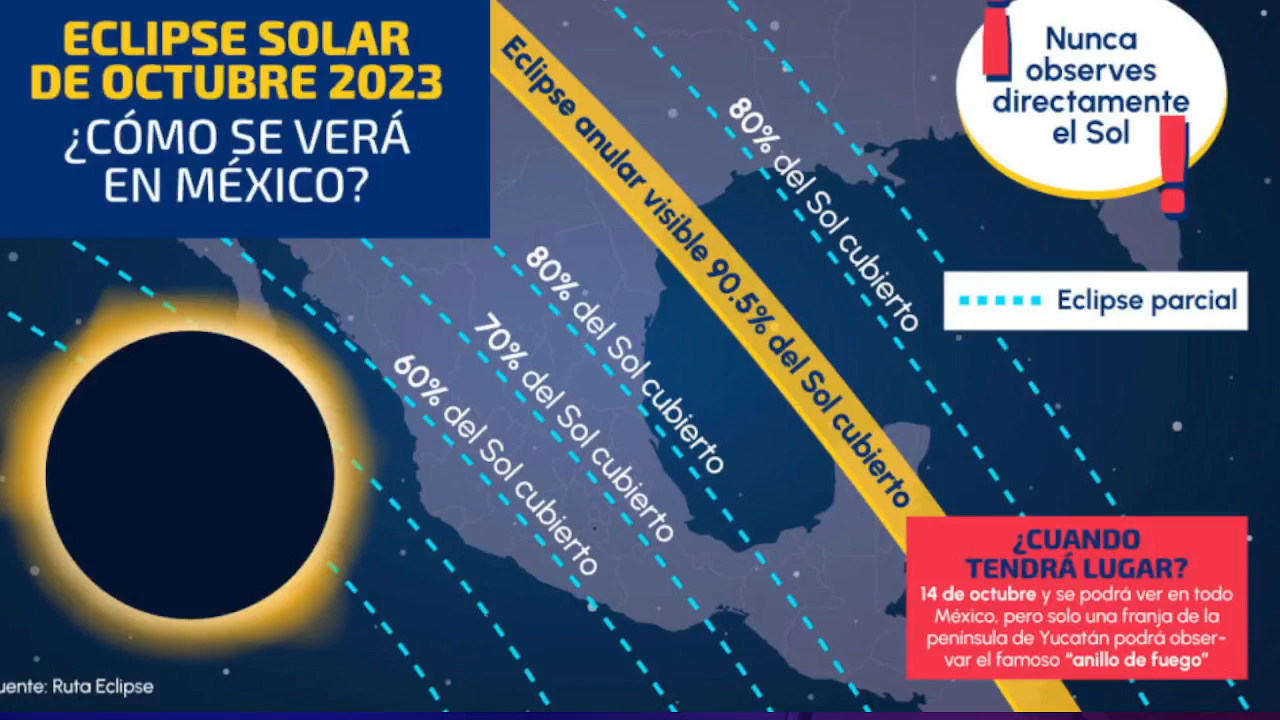 ECLIPSE SOLAR
DE OCTUBRE 2023
¿CÓMO SE VERÁ
EN MÉXICO?
Eclipse anular visible 90.5% del Sol cubierto
80% del Sol cubierto
80% del Sol cubierto
70% del Sol cubierto
60% del Sol cubierto
Nunca
observes
directamente
el Sol
Eclipse parcial
¿CUANDO
TENDRÁ LUGAR?
14 de octubre y se podrá ver en todo
México, pero solo una franja de la
península de Yucatán podrá obser-
var el famoso “anillo de fuego”
uente: Ruta Eclipse